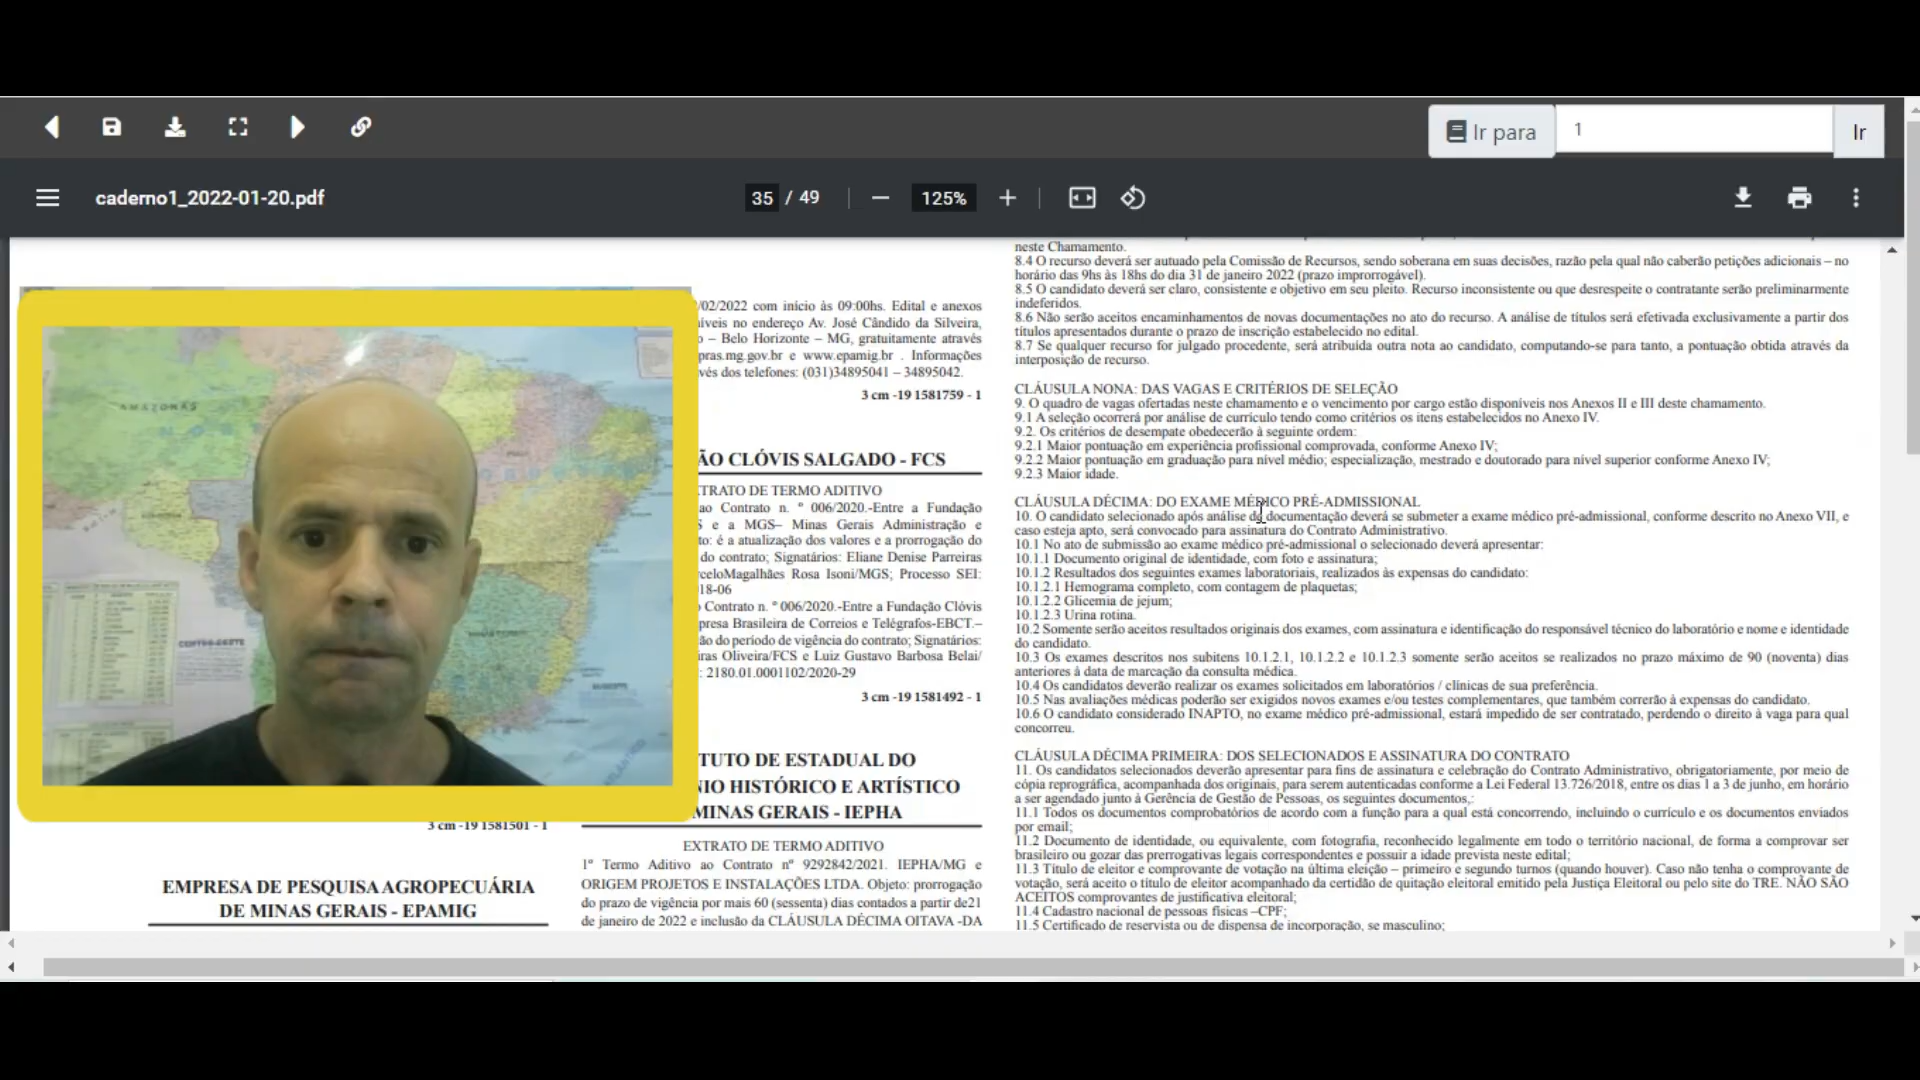 Ir para
1
Ir
caderno1_2022-01-20.pdf
35 / 49
125%
/02/2022 com início às 09:00hs. Edital e anexos
íveis no endereço Av. José Cândido da Silveira,
o – Belo Horizonte – MG, gratuitamente através
pras.mg.gov.br e www.epamig.br . Informações
vés dos telefones: (031)34895041 – 34895042.
3 cm -19 1581759 - 1
ÃO CLÓVIS SALGADO - FCS
TRATO DE TERMO ADITIVO
ao Contrato n. º 006/2020.-Entre a Fundação
S e a MGS– Minas Gerais Administração e
to: é a atualização dos valores e a prorrogação do
do contrato; Signatários: Eliane Denise Parreiras
rceloMagalhães Rosa Isoni/MGS; Processo SEI:
18-06
o Contrato n. º 006/2020.-Entre a Fundação Clóvis
presa Brasileira de Correios e Telégrafos-EBCT.–
ão do período de vigência do contrato; Signatários:
iras Oliveira/FCS e Luiz Gustavo Barbosa Belai/
: 2180.01.0001102/2020-29
3 cm -19 1581492 - 1
TUTO DE ESTADUAL DO
NIO HISTÓRICO E ARTÍSTICO
MINAS GERAIS - IEPHA
EXTRATO DE TERMO ADITIVO
1º Termo Aditivo ao Contrato nº 9292842/2021. IEPHA/MG e
ORIGEM PROJETOS E INSTALAÇÕES LTDA. Objeto: prorrogação
do prazo de vigência por mais 60 (sessenta) dias contados a partir de21
de janeiro de 2022 e inclusão da CLÁUSULA DÉCIMA OITAVA -DA
3 cm -19 1581501 - 1
EMPRESA DE PESQUISA AGROPECUÁRIA
DE MINAS GERAIS - EPAMIG
AMAZONAS
CENTRO-OESTE
neste Chamamento.
8.4 O recurso deverá ser autuado pela Comissão de Recursos, sendo soberana em suas decisões, razão pela qual não caberão petições adicionais – no
horário das 9hs às 18hs do dia 31 de janeiro 2022 (prazo improrrogável).
8.5 O candidato deverá ser claro, consistente e objetivo em seu pleito. Recurso inconsistente ou que desrespeite o contratante serão preliminarmente
indeferidos.
8.6 Não serão aceitos encaminhamentos de novas documentações no ato do recurso. A análise de títulos será efetivada exclusivamente a partir dos
títulos apresentados durante o prazo de inscrição estabelecido no edital.
8.7 Se qualquer recurso for julgado procedente, será atribuída outra nota ao candidato, computando-se para tanto, a pontuação obtida através da
interposição de recurso.
CLÁUSULA NONA: DAS VAGAS E CRITÉRIOS DE SELEÇÃO
9. O quadro de vagas ofertadas neste chamamento e o vencimento por cargo estão disponíveis nos Anexos II e III deste chamamento.
9.1 A seleção ocorrerá por análise de currículo tendo como critérios os itens estabelecidos no Anexo IV.
9.2. Os critérios de desempate obedecerão à seguinte ordem:
9.2.1 Maior pontuação em experiência profissional comprovada, conforme Anexo IV;
9.2.2 Maior pontuação em graduação para nível médio; especialização, mestrado e doutorado para nível superior conforme Anexo IV;
9.2.3 Maior idade.
CLÁUSULA DÉCIMA: DO EXAME MÉDICO PRÉ-ADMISSIONAL
10. O candidato selecionado após análise de documentação deverá se submeter a exame médico pré-admissional, conforme descrito no Anexo VII, e
caso esteja apto, será convocado para assinatura do Contrato Administrativo.
10.1 No ato de submissão ao exame médico pré-admissional o selecionado deverá apresentar:
10.1.1 Documento original de identidade, com foto e assinatura;
10.1.2 Resultados dos seguintes exames laboratoriais, realizados às expensas do candidato:
10.1.2.1 Hemograma completo, com contagem de plaquetas;
10.1.2.2 Glicemia de jejum;
10.1.2.3 Urina rotina.
10.2 Somente serão aceitos resultados originais dos exames, com assinatura e identificação do responsável técnico do laboratório e nome e identidade
do candidato.
10.3 Os exames descritos nos subitens 10.1.2.1, 10.1.2.2 e 10.1.2.3 somente serão aceitos se realizados no prazo máximo de 90 (noventa) dias
anteriores à data de marcação da consulta médica.
10.4 Os candidatos deverão realizar os exames solicitados em laboratórios / clínicas de sua preferência.
10.5 Nas avaliações médicas poderão ser exigidos novos exames e/ou testes complementares, que também correrão à expensas do candidato.
10.6 O candidato considerado INAPTO, no exame médico pré-admissional, estará impedido de ser contratado, perdendo o direito à vaga para qual
concorreu.
CLÁUSULA DÉCIMA PRIMEIRA: DOS SELECIONADOS E ASSINATURA DO CONTRATO
11. Os candidatos selecionados deverão apresentar para fins de assinatura e celebração do Contrato Administrativo, obrigatoriamente, por meio de
cópia reprográfica, acompanhada dos originais, para serem autenticadas conforme a Lei Federal 13.726/2018, entre os dias 1 a 3 de junho, em horário
a ser agendado junto à Gerência de Gestão de Pessoas, os seguintes documentos,:
11.1 Todos os documentos comprobatórios de acordo com a função para a qual está concorrendo, incluindo o currículo e os documentos enviados
por email;
11.2 Documento de identidade, ou equivalente, com fotografia, reconhecido legalmente em todo o território nacional, de forma a comprovar ser
brasileiro ou gozar das prerrogativas legais correspondentes e possuir a idade prevista neste edital;
11.3 Título de eleitor e comprovante de votação na última eleição – primeiro e segundo turnos (quando houver). Caso não tenha o comprovante de
votação, será aceito o título de eleitor acompanhado da certidão de quitação eleitoral emitido pela Justiça Eleitoral ou pelo site do TRE. NÃO SÃO
ACEITOS comprovantes de justificativa eleitoral;
11.4 Cadastro nacional de pessoas físicas –CPF;
11.5 Certificado de reservista ou de dispensa de incorporação, se masculino;